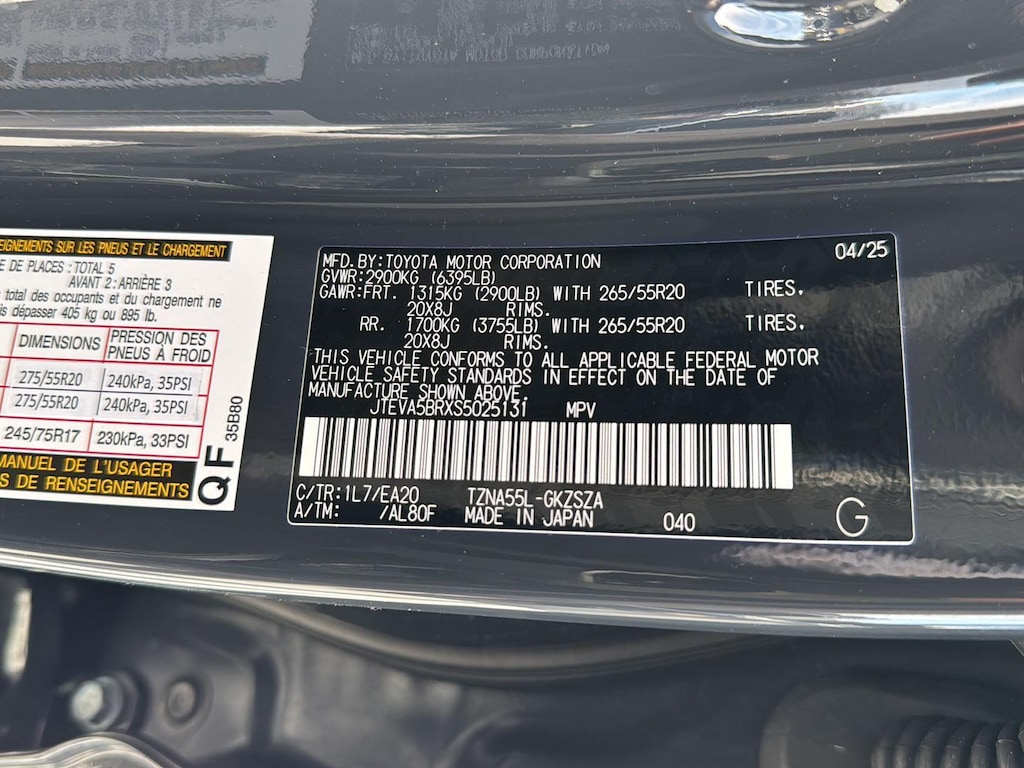 EIGNEMENTS SUR LES PNEUS ET LE CHARGEMENT
E DE PLACES : TOTAL 5
AVANT 2 : ARRIÈRE 3
total des occupants et du chargement ne
is dépasser 405 kg ou 895 lb.
DIMENSIONS PRESSION DES PNEUS À FROID
275/55R20 240kPa, 35PSI
275/55R20 240kPa, 35PSI
245/75R17 230kPa, 33PSI
MANUEL DE L'USAGER
S DE RENSEIGNEMENTS
QF 35B80
MFD.BY:TOYOTA MOTOR CORPORATION 04/25
GVWR:2900KG (6395LB)
GAWR:FRT. 1315KG (2900LB) WITH 265/55R20 TIRES,
20X8J RIMS.
RR. 1700KG (3755LB) WITH 265/55R20 TIRES,
20X8J RIMS.
THIS VEHICLE CONFORMS TO ALL APPLICABLE FEDERAL MOTOR
VEHICLE SAFETY STANDARDS IN EFFECT ON THE DATE OF
MANUFACTURE SHOWN ABOVE.
JTEVA5BRXS5025131 MPV
C/TR:1L7/EA20 TZNA55L-GKZSZA
A/TM: /AL80F MADE IN JAPAN 040 G